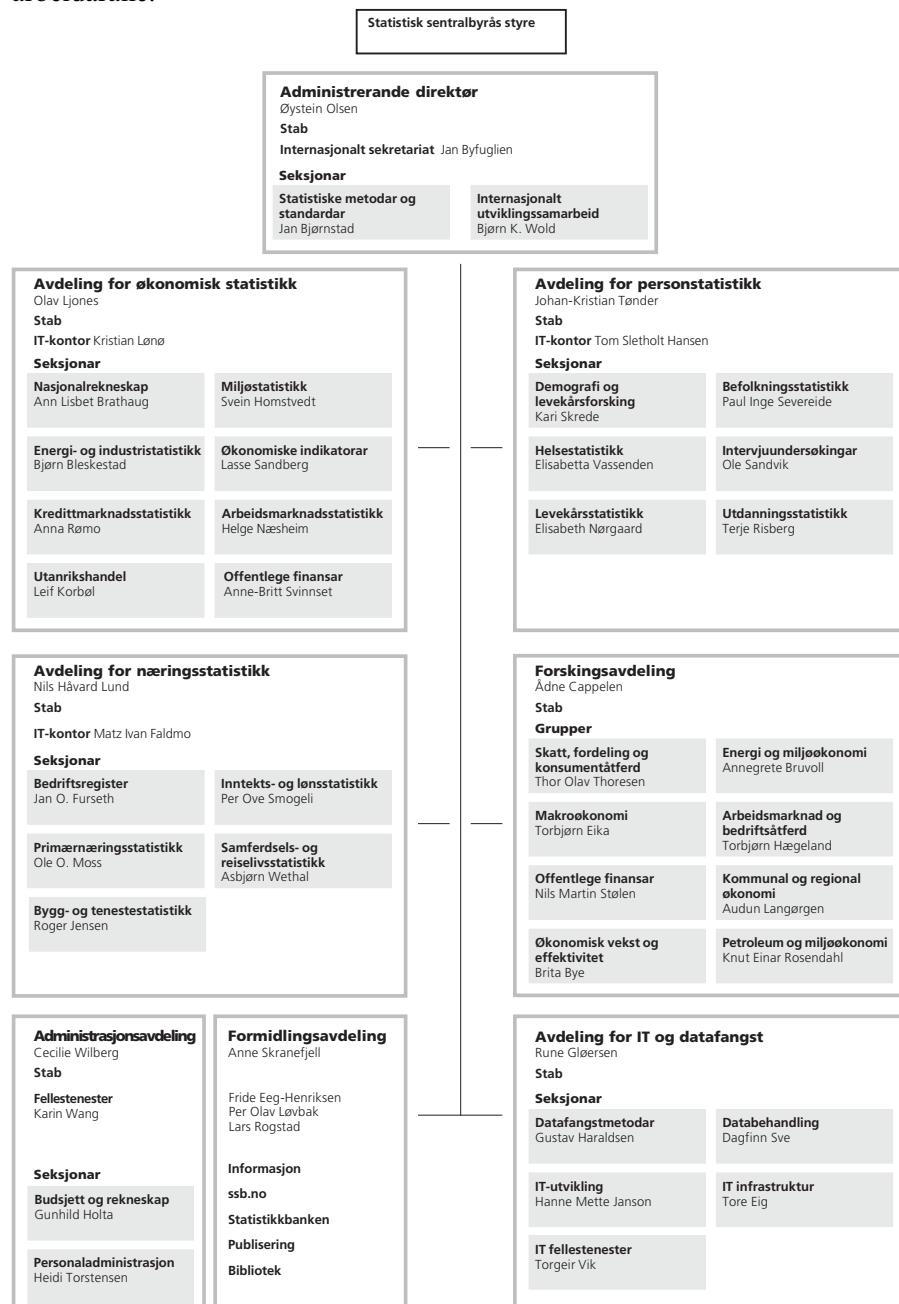 Statistisk sentralbyrås styre
Administrerande direktør
Øystein Olsen
Stab
Internasjonalt sekretariat Jan Byfuglien
Seksjonar
Statistiske metodar og
standardar
Jan Bjørnstad
Internasjonalt
utviklingssamarbeid
Bjørn K. Wold
Avdeling for økonomisk statistikk
Olav Ljones
Stab
IT-kontor Kristian Lønø
Seksjonar
Nasjonalrekneskap
Ann Lisbet Brathaug
Miljøstatistikk
Svein Homstvedt
Energi- og industristatistikk
Bjørn Bleskestad
Økonomiske indikatorar
Lasse Sandberg
Kredittmarknadsstatistikk
Anna Rømo
Arbeidsmarknadsstatistikk
Helge Næsheim
Utanrikshandel
Leif Korbøl
Offentlege finansar
Anne-Britt Svinnset
Avdeling for personstatistikk
Johan-Kristian Tønder
Stab
IT-kontor Tom Sletholt Hansen
Seksjonar
Demografi og
levekårsforsking
Kari Skrede
Befolkningsstatistikk
Paul Inge Severeide
Helsestatistikk
Elisabetta Vassenden
Intervjuundersøkingar
Ole Sandvik
Levekårsstatistikk
Elisabeth Nørgaard
Utdanningsstatistikk
Terje Risberg
Avdeling for næringsstatistikk
Nils Håvard Lund
Stab
IT-kontor Matz Ivan Faldmo
Seksjonar
Bedriftsregister
Jan O. Furseth
Inntekts- og lønsstatistikk
Per Ove Smogeli
Primærnæringsstatistikk
Ole O. Moss
Samferdsels- og
reiselivsstatistikk
Asbjørn Wethal
Bygg- og tenestestatistikk
Roger Jensen
Forskingsavdeling
Ådne Cappelen
Stab
Grupper
Skatt, fordeling og
konsumentåtferd
Thor Olav Thoresen
Energi og miljøøkonomi
Annegrete Bruvoll
Makroøkonomi
Torbjørn Eika
Arbeidsmarknad og
bedriftsåtferd
Torbjørn Hægeland
Offentlege finansar
Nils Martin Stølen
Kommunal og regional
økonomi
Audun Langørgen
Økonomisk vekst og
effektivitet
Brita Bye
Petroleum og miljøøkonomi
Knut Einar Rosendahl
Administrasjonsavdeling
Cecilie Wilberg
Stab
Fellestenester
Karin Wang
Seksjonar
Budsjett og rekneskap
Gunhild Holta
Personaladministrasjon
Heidi Torstensen
Formidlingsavdeling
Anne Skranefjell
Fride Eeg-Henriksen
Per Olav Løvbak
Lars Rogstad
Informasjon
ssb.no
Statistikkbanken
Publisering
Bibliotek
Avdeling for IT og datafangst
Rune Gløersen
Stab
Seksjonar
Datafangstmetodar
Gustav Haraldsen
Databehandling
Dagfinn Sve
IT-utvikling
Hanne Mette Janson
IT infrastruktur
Tore Eig
IT fellestenester
Torgeir Vik